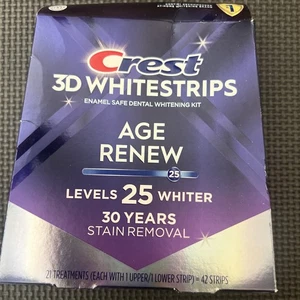 Crest
3D WHITESTRIPS
ENAMEL SAFE DENTAL WHITENING KIT
AGE
RENEW
25
LEVELS 25 WHITER
30 YEARS
STAIN REMOVAL
21 TREATMENTS (EACH WITH 1 UPPER/1 LOWER STRIP)= 42 STRIPS